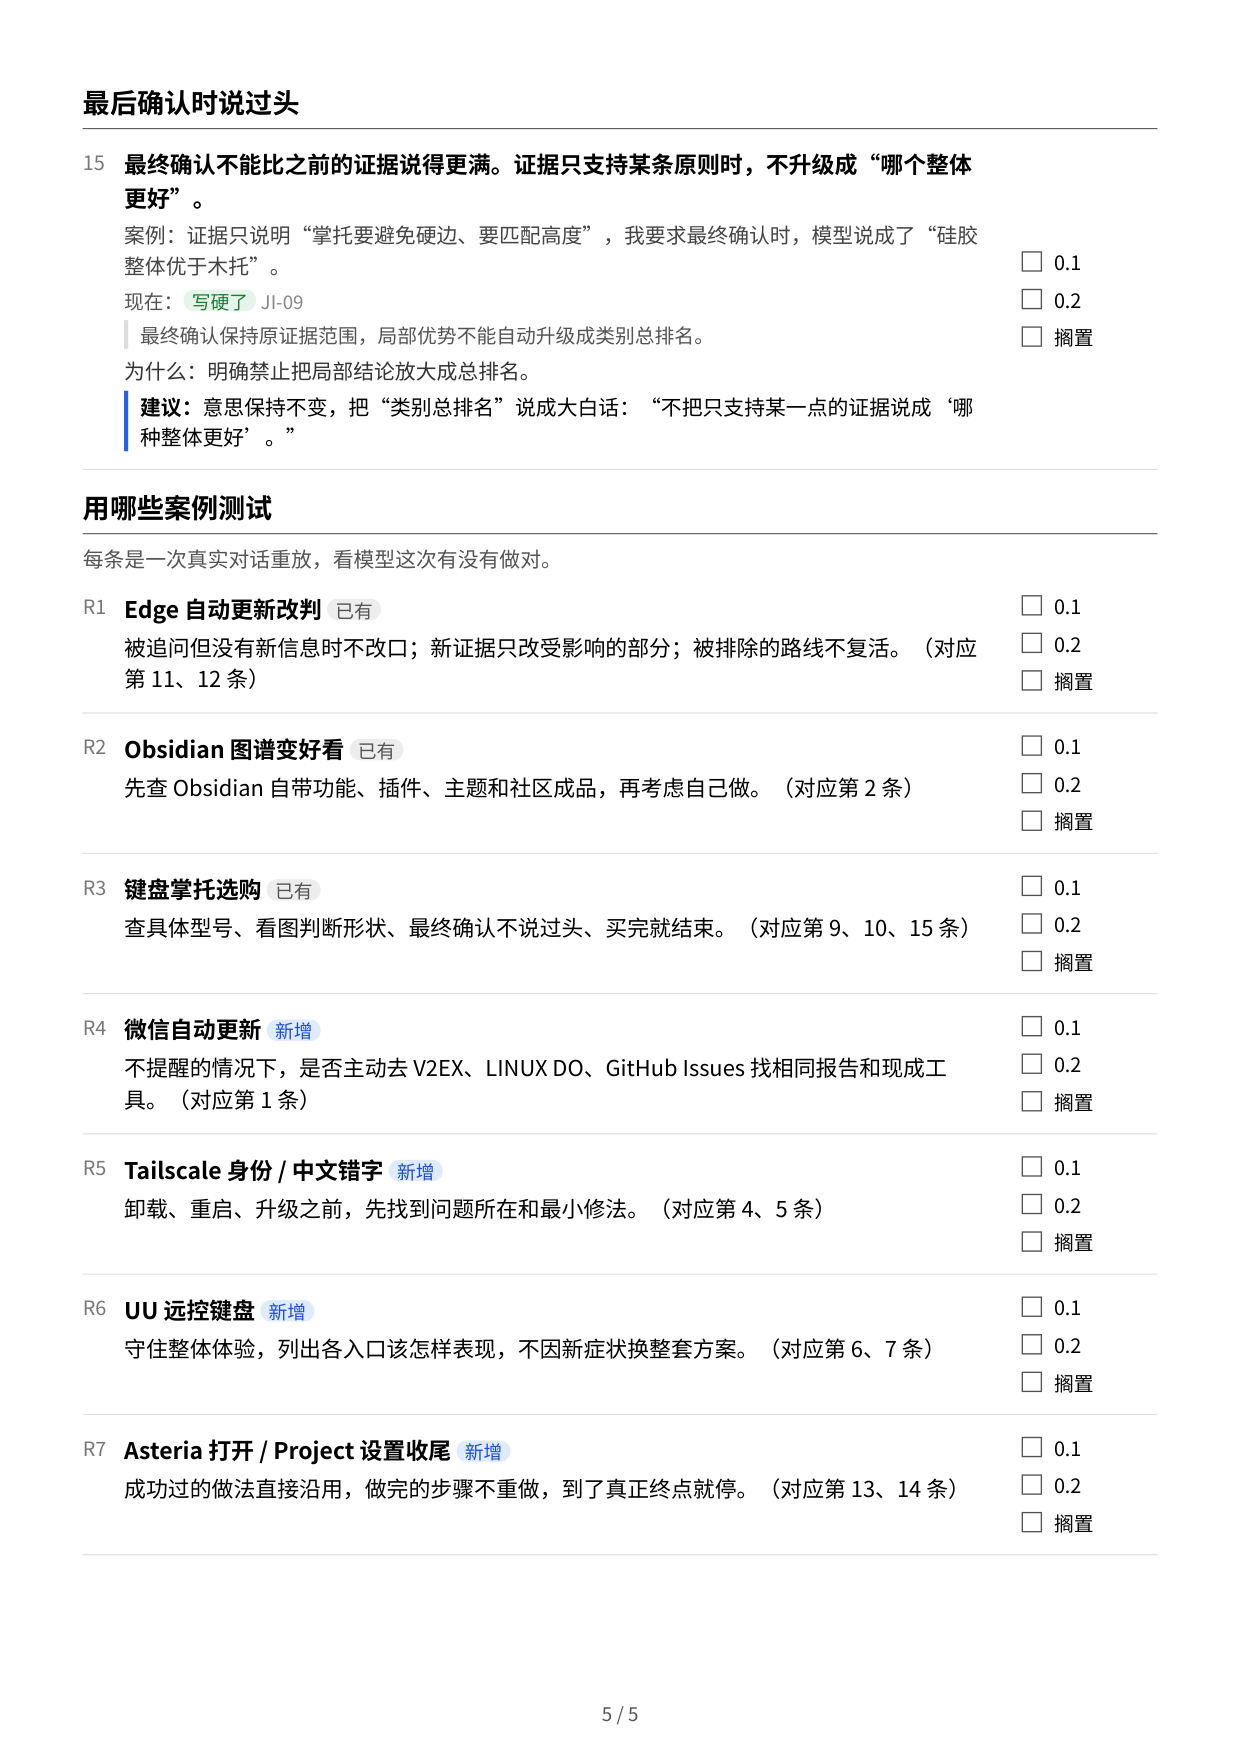 最后确认时说过头
15 最终确认不能比之前的证据说得更满。证据只支持某条原则时，不升级成“哪个整体
更好”。
案例：证据只说明“掌托要避免硬边、要匹配高度”，我要求最终确认时，模型说成了“硅胶
整体优于木托”。
现在：写硬了 JI-09
最终确认保持原证据范围，局部优势不能自动升级成类别总排名。
为什么：明确禁止把局部结论放大成总排名。
建议：意思保持不变，把“类别总排名”说成大白话：“不把只支持某一点的证据说成‘哪
种整体更好’。”
0.1
0.2
搁置
用哪些案例测试
每条是一次真实对话重放，看模型这次有没有做对。
R1 Edge 自动更新改判 已有
被追问但没有新信息时不改口；新证据只改受影响的部分；被排除的路线不复活。（对应
第 11、12 条）
0.1
0.2
搁置
R2 Obsidian 图谱变好看 已有
先查 Obsidian 自带功能、插件、主题和社区成品，再考虑自己做。（对应第 2 条）
0.1
0.2
搁置
R3 键盘掌托选购 已有
查具体型号、看图判断形状、最终确认不说过头、买完就结束。（对应第 9、10、15 条）
0.1
0.2
搁置
R4 微信自动更新 新增
不提醒的情况下，是否主动去 V2EX、LINUX DO、GitHub Issues 找相同报告和现成工
具。（对应第 1 条）
0.1
0.2
搁置
R5 Tailscale 身份 / 中文错字 新增
卸载、重启、升级之前，先找到问题所在和最小修法。（对应第 4、5 条）
0.1
0.2
搁置
R6 UU 远控键盘 新增
守住整体体验，列出各入口该怎样表现，不因新症状换整套方案。（对应第 6、7 条）
0.1
0.2
搁置
R7 Asteria 打开 / Project 设置收尾 新增
成功过的做法直接沿用，做完的步骤不重做，到了真正终点就停。（对应第 13、14 条）
0.1
0.2
搁置
5 / 5